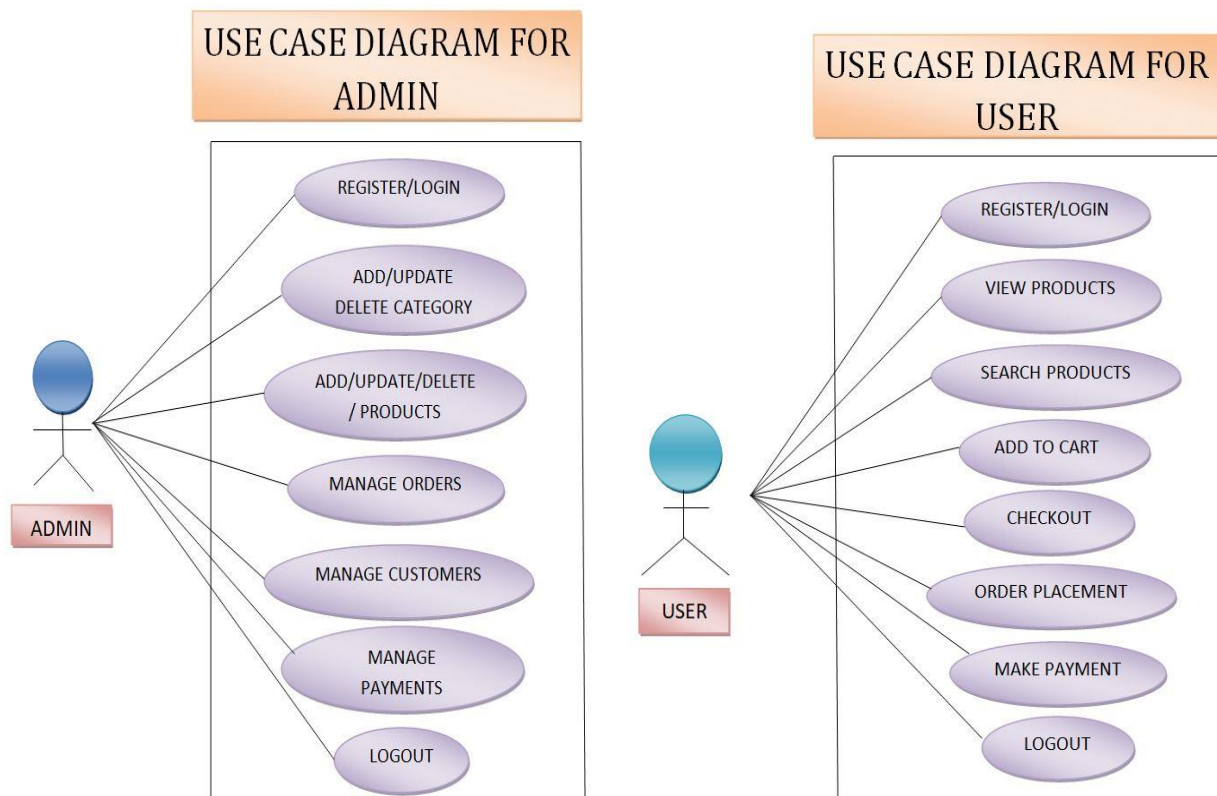 USE CASE DIAGRAM FOR
ADMIN
REGISTER/LOGIN
ADD/UPDATE
DELETE CATEGORY
ADD/UPDATE/DELETE
/ PRODUCTS
MANAGE ORDERS
MANAGE CUSTOMERS
MANAGE
PAYMENTS
LOGOUT
ADMIN
USE CASE DIAGRAM FOR
USER
REGISTER/LOGIN
VIEW PRODUCTS
SEARCH PRODUCTS
ADD TO CART
CHECKOUT
ORDER PLACEMENT
MAKE PAYMENT
LOGOUT
USER